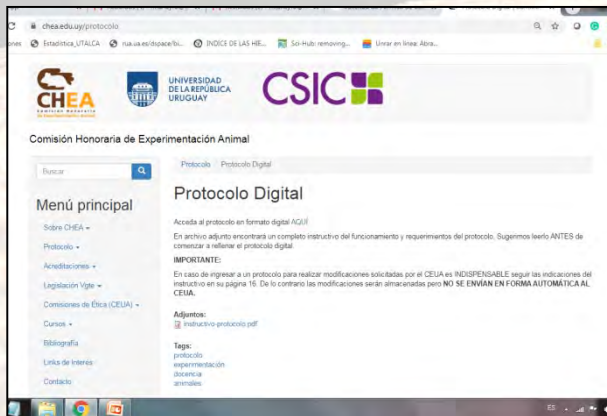 chea.edu.uy/protocolo
Estadística_UTALCA
rua.ua.es/dspace/bi...
INDICE DE LAS HIE...
Sci-Hub: removing...
Unrar en línea: Abra...
CHEA
UNIVERSIDAD
DE LA REPÚBLICA
URUGUAY
CSIC
Comisión Honoraria de Experimentación Animal
Buscar
Protocolo / Protocolo Digital
Menú principal
Sobre CHEA
Protocolo
Acreditaciones
Legislación Vgte
Comisiones de Ética (CEUA)
Cursos
Bibliografía
Links de Interes
Contacto
Protocolo Digital
Acceda al protocolo en formato digital AQUÍ
En archivo adjunto encontrará un completo instructivo del funcionamiento y requerimientos del protocolo. Sugerimos leerlo ANTES de
comenzar a rellenar el protocolo digital.
IMPORTANTE:
En caso de ingresar a un protocolo para realizar modificaciones solicitadas por el CEUA es INDISPENSABLE seguir las indicaciones del
instructivo en su página 16. De lo contrario las modificaciones serán almacenadas pero NO SE ENVÍAN EN FORMA AUTOMÁTICA AL
CEUA.
Adjuntos:
instructivo protocolo.pdf
Tags:
protocolo
experimentación
docencia
animales
ES